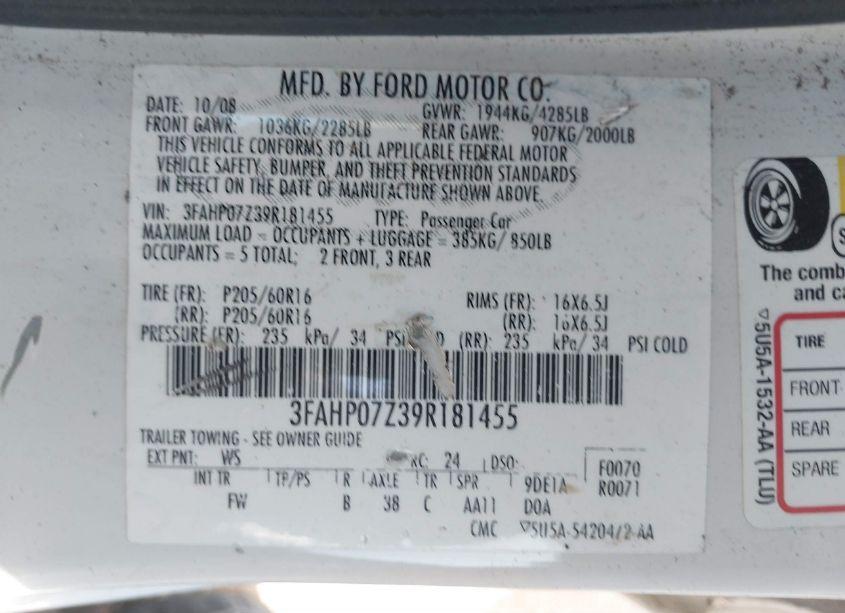 MFD. BY FORD MOTOR CO.
DATE: 10/08 GVWR: 1944KG/4285LB
FRONT GAWR: 1036KG/2285LB REAR GAWR: 907KG/2000LB
THIS VEHICLE CONFORMS TO ALL APPLICABLE FEDERAL MOTOR
VEHICLE SAFETY, BUMPER, AND THEFT PREVENTION STANDARDS
IN EFFECT ON THE DATE OF MANUFACTURE SHOWN ABOVE.
VIN: 3FAHP07Z39R181455 TYPE: Passenger Car
MAXIMUM LOAD = OCCUPANTS + LUGGAGE = 385KG/ 850LB
OCCUPANTS = 5 TOTAL; 2 FRONT, 3 REAR
TIRE (FR): P205/60R16 RIMS (FR): 16X6.5J
(RR): P205/60R16 (RR): 16X6.5J
PRESSURE (FR): 235 kPa/ 34 PSI (RR): 235 kPa/ 34 PSI COLD
3FAHP07Z39R181455
TRAILER TOWING - SEE OWNER GUIDE
EXT PNT: WS RC: 24 DSO: F0070
INT TR TP/PS R AXLE TR SPR 9DE1A R0071
FW B 38 C AA11 DOA
CMC ▽5U5A-5420472-AA
The comb
and ca
TIRE
FRONT
REAR
SPARE
▽5U5A-1532-AA (TLU)